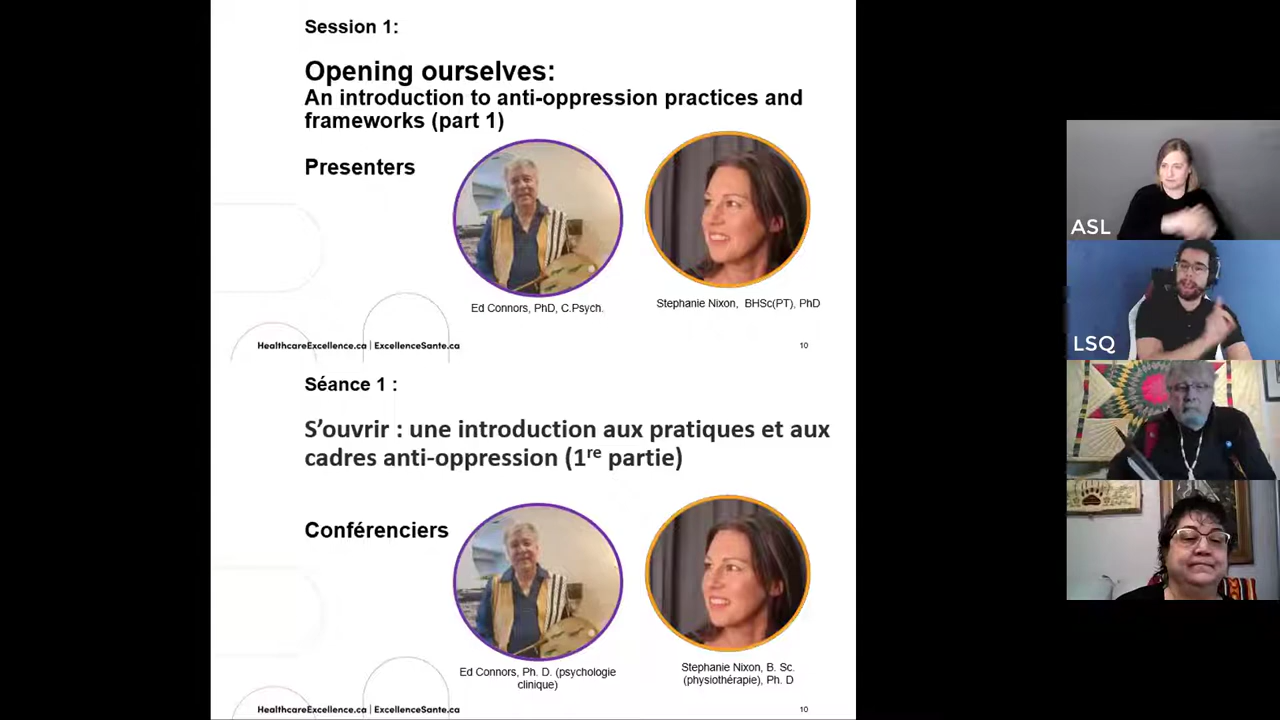 Session 1:
Opening ourselves:
An introduction to anti-oppression practices and
frameworks (part 1)
Presenters
Ed Connors, PhD, C.Psych.
Stephanie Nixon, BHSc(PT), PhD
HealthcareExcellence.ca | ExcellenceSante.ca
10
Séance 1 :
S’ouvrir : une introduction aux pratiques et aux
cadres anti-oppression (1re partie)
Conférenciers
Ed Connors, Ph. D. (psychologie
clinique)
Stephanie Nixon, B. Sc.
(physiothérapie), Ph. D
HealthcareExcellence.ca | ExcellenceSante.ca
10
ASL
LSQ